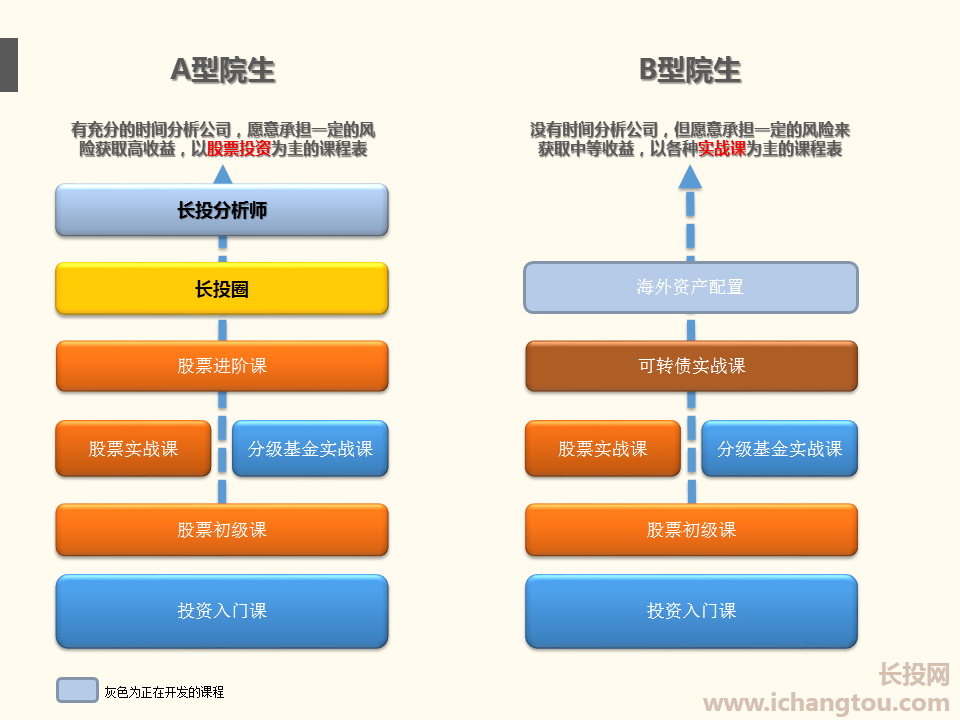 A型院生
有充分的时间分析公司，愿意承担一定的风
险获取高收益，以股票投资为主的课程表
长投分析师
长投圈
股票进阶课
股票实战课
分级基金实战课
股票初级课
投资入门课
B型院生
没有时间分析公司，但愿意承担一定的风险来
获取中等收益，以各种实战课为主的课程表
海外资产配置
可转债实战课
股票实战课
分级基金实战课
股票初级课
投资入门课
灰色为正在开发的课程
长投网
www.ichangtou.com